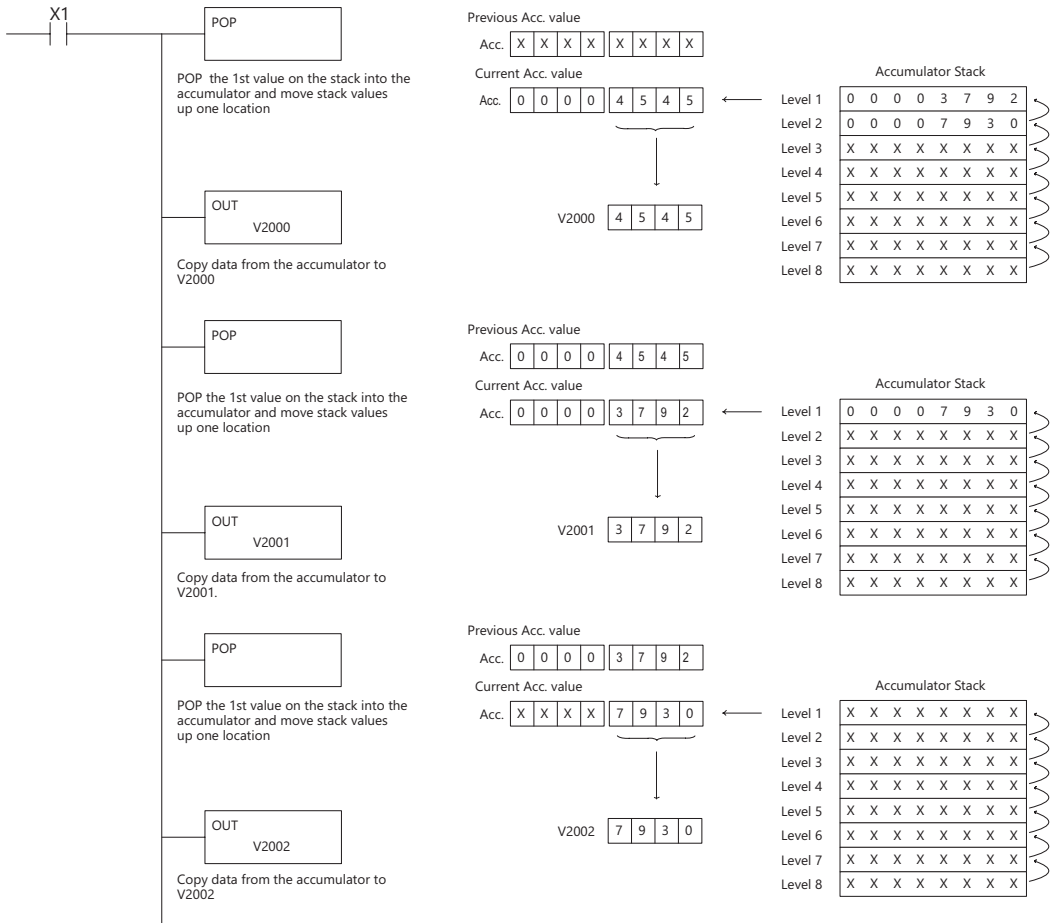 X1
POP
POP  the 1st value on the stack into the
accumulator and move stack values
up one location
OUT
V2000
Copy data from the accumulator to
V2000
Previous Acc. value
Acc. X X X X X X X X
Current Acc. value
Acc. 0 0 0 0 4 5 4 5
V2000 4 5 4 5
Accumulator Stack
Level 1 0 0 0 0 3 7 9 2
Level 2 0 0 0 0 7 9 3 0
Level 3 X X X X X X X X
Level 4 X X X X X X X X
Level 5 X X X X X X X X
Level 6 X X X X X X X X
Level 7 X X X X X X X X
Level 8 X X X X X X X X
POP
POP the 1st value on the stack into the
accumulator and move stack values
up one location
OUT
V2001
Copy data from the accumulator to
V2001.
Previous Acc. value
Acc. 0 0 0 0 4 5 4 5
Current Acc. value
Acc. 0 0 0 0 3 7 9 2
V2001 3 7 9 2
Accumulator Stack
Level 1 0 0 0 0 7 9 3 0
Level 2 X X X X X X X X
Level 3 X X X X X X X X
Level 4 X X X X X X X X
Level 5 X X X X X X X X
Level 6 X X X X X X X X
Level 7 X X X X X X X X
Level 8 X X X X X X X X
POP
POP the 1st value on the stack into the
accumulator and move stack values
up one location
OUT
V2002
Copy data from the accumulator to
V2002
Previous Acc. value
Acc. 0 0 0 0 3 7 9 2
Current Acc. value
Acc. X X X X 7 9 3 0
V2002 7 9 3 0
Accumulator Stack
Level 1 X X X X X X X X
Level 2 X X X X X X X X
Level 3 X X X X X X X X
Level 4 X X X X X X X X
Level 5 X X X X X X X X
Level 6 X X X X X X X X
Level 7 X X X X X X X X
Level 8 X X X X X X X X